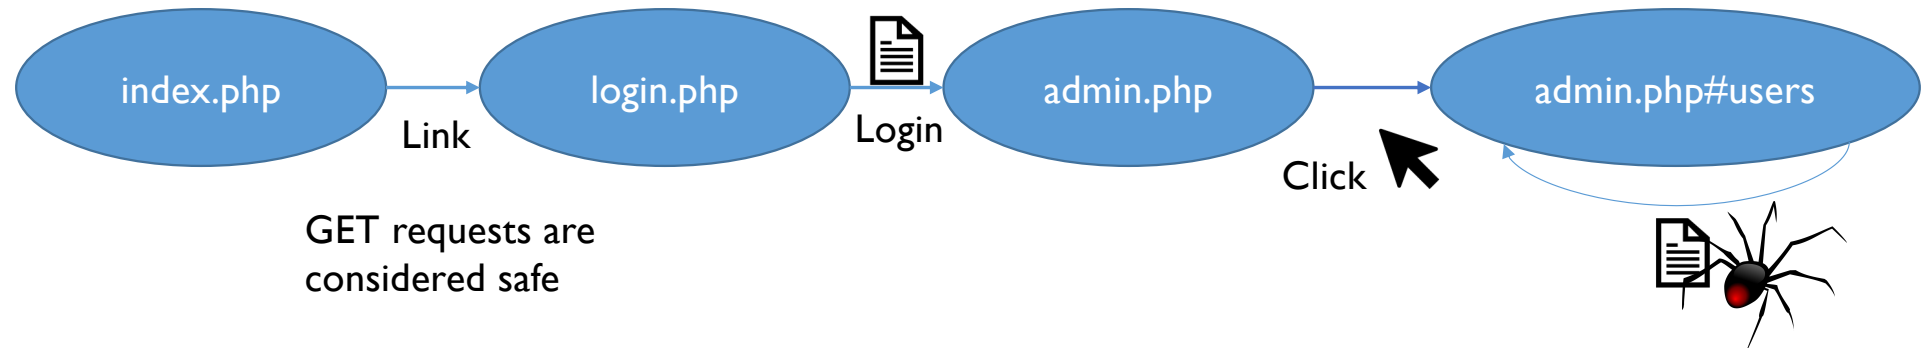 index.php
login.php
admin.php
admin.php#users
Link
Login
Click
GET requests are
considered safe